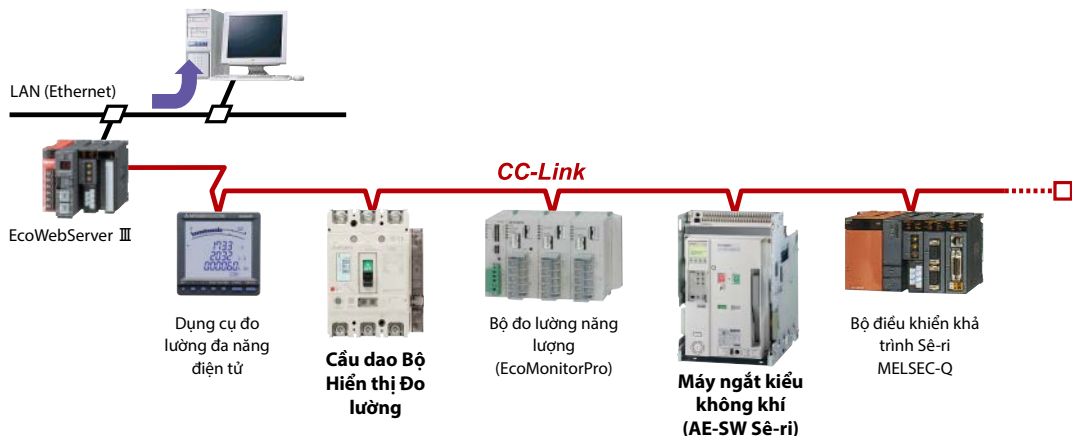 LAN (Ethernet)
CC-Link
EcoWebServer Ⅲ
Dụng cụ đo
lường đa năng
điện tử
Cầu dao Bộ
Hiển thị Đo
lường
Bộ đo lường năng
lượng
(EcoMonitorPro)
Máy ngắt kiểu
không khí
(AE-SW Sê-ri)
Bộ điều khiển khả
trình Sê-ri
MELSEC-Q